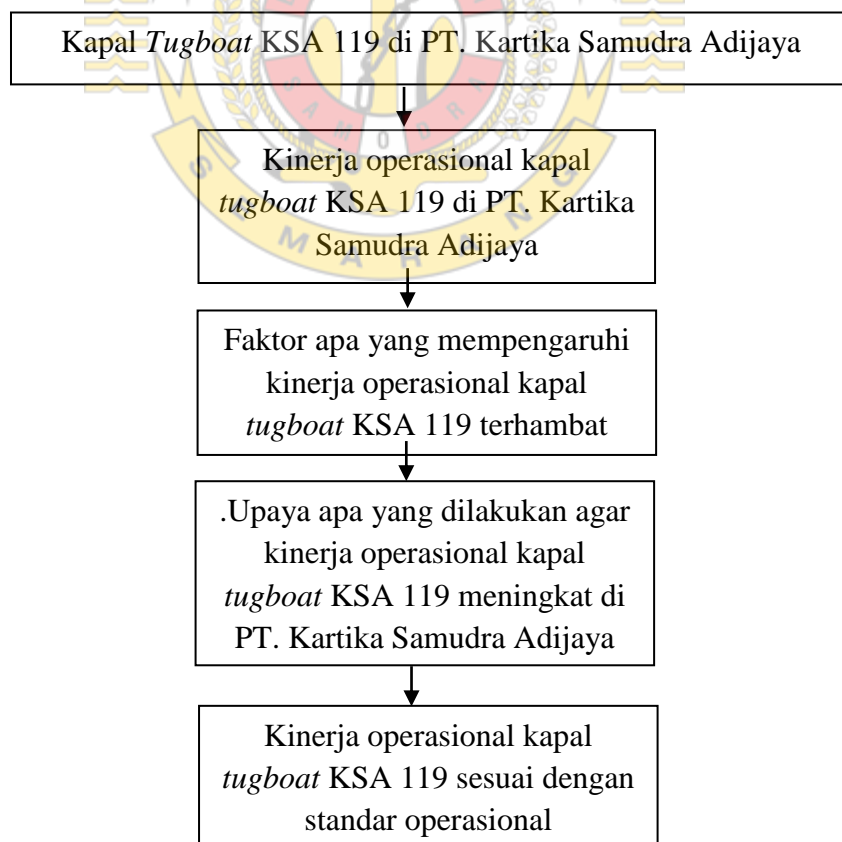 Kapal Tugboat KSA 119 di PT. Kartika Samudra Adijaya
SAMODRA
SEMARANG
Kinerja operasional kapal
tugboat KSA 119 di PT. Kartika
Samudra Adijaya
Faktor apa yang mempengaruhi
kinerja operasional kapal
tugboat KSA 119 terhambat
.Upaya apa yang dilakukan agar
kinerja operasional kapal
tugboat KSA 119 meningkat di
PT. Kartika Samudra Adijaya
Kinerja operasional kapal
tugboat KSA 119 sesuai dengan
standar operasional